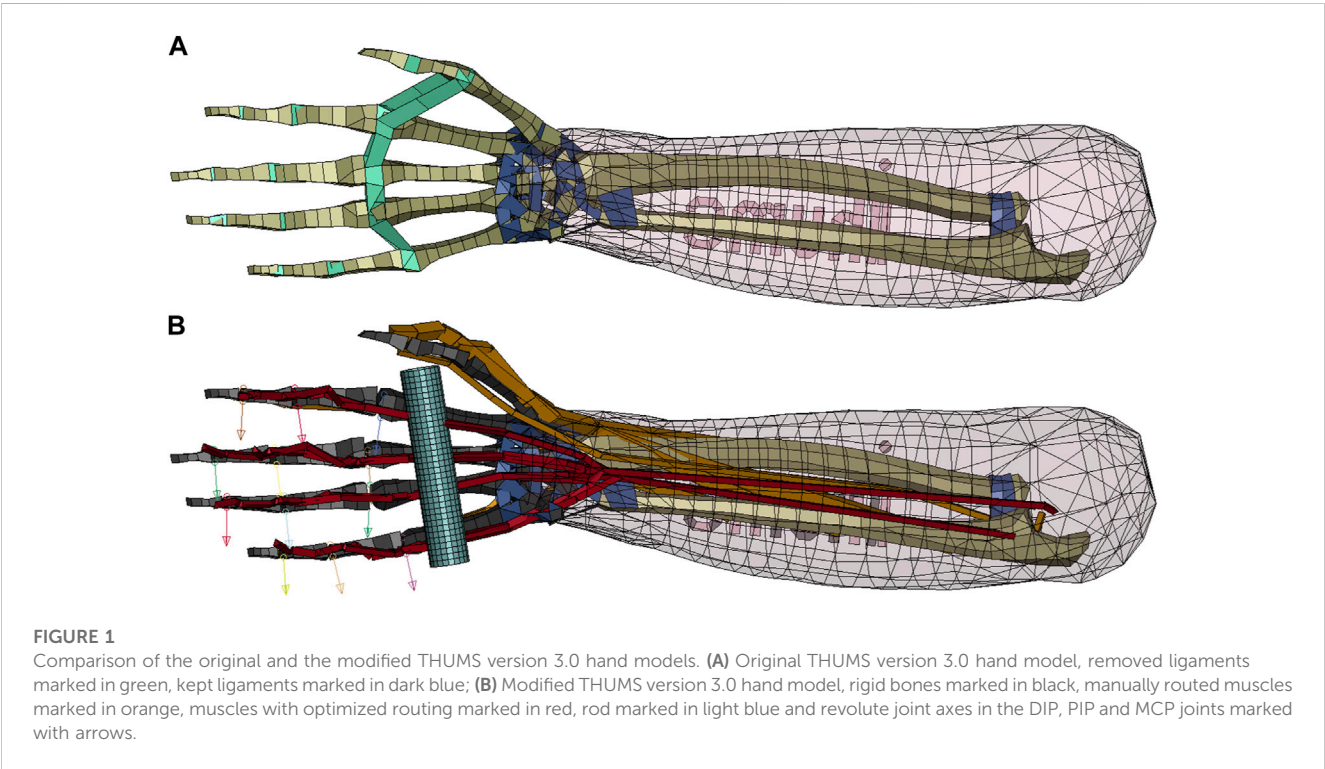 A
B
FIGURE 1
Comparison of the original and the modified THUMS version 3.0 hand models. (A) Original THUMS version 3.0 hand model, removed ligaments
marked in green, kept ligaments marked in dark blue; (B) Modified THUMS version 3.0 hand model, rigid bones marked in black, manually routed muscles
marked in orange, muscles with optimized routing marked in red, rod marked in light blue and revolute joint axes in the DIP, PIP and MCP joints marked
with arrows.